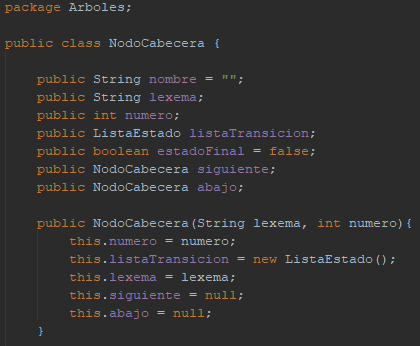 package Arboles;
public class NodoCabecera {
public String nombre = "";
public String lexema;
public int numero;
public ListaEstado listaTransicion;
public boolean estadoFinal = false;
public NodoCabecera siguiente;
public NodoCabecera abajo;
public NodoCabecera(String lexema, int numero){
this.numero = numero;
this.listaTransicion = new ListaEstado();
this.lexema = lexema;
this.siguiente = null;
this.abajo = null;
}